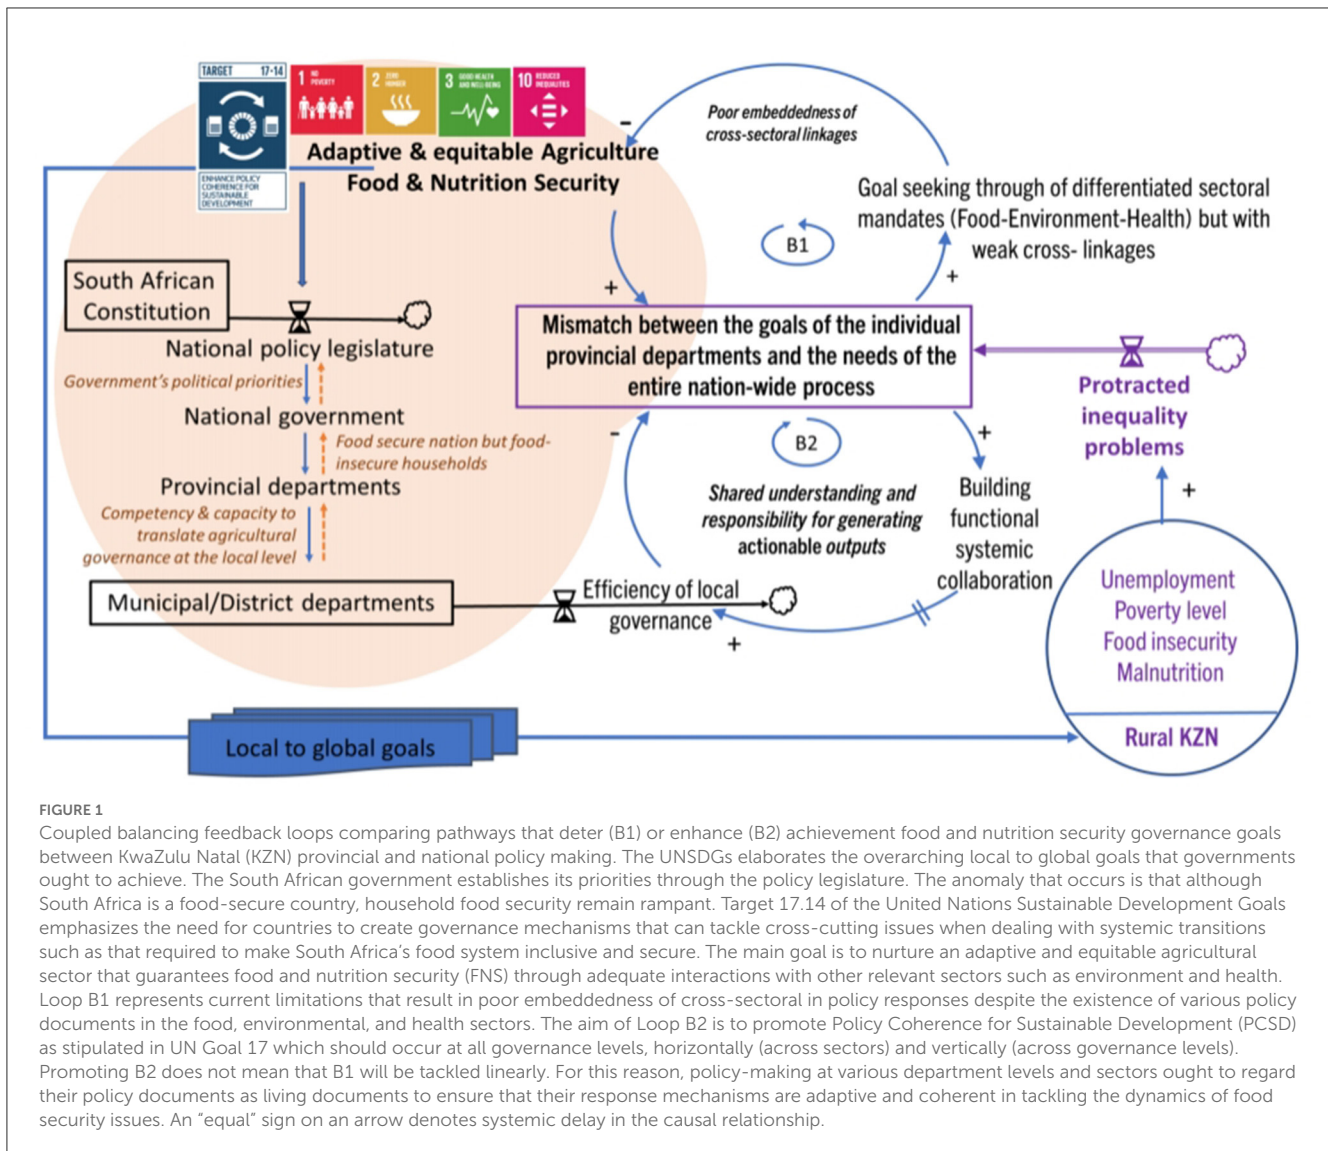 TARGET 17·14
ENHANCE POLICY
COHERENCE FOR
SUSTAINABLE
DEVELOPMENT
1 NO
POVERTY
2 ZERO
HUNGER
3 GOOD HEALTH
AND WELL-BEING
10 REDUCED
INEQUALITIES
Adaptive & equitable Agriculture
Food & Nutrition Security
–
Poor embeddedness of
cross-sectoral linkages
Goal seeking through of differentiated sectoral
mandates (Food-Environment-Health) but with
weak cross- linkages
B1
+
+
South African
Constitution
National policy legislature
Government's political priorities
National government
Food secure nation but food-
insecure households
Provincial departments
Competency & capacity to
translate agricultural
governance at the local level
Municipal/District departments
Mismatch between the goals of the individual
provincial departments and the needs of the
entire nation-wide process
Protracted
inequality
problems
–
B2
+
+
Shared understanding and
responsibility for generating
actionable outputs
Building
functional
systemic
collaboration
Efficiency of local
governance
+
Unemployment
Poverty level
Food insecurity
Malnutrition
Rural KZN
Local to global goals
FIGURE 1
Coupled balancing feedback loops comparing pathways that deter (B1) or enhance (B2) achievement food and nutrition security governance goals
between KwaZulu Natal (KZN) provincial and national policy making. The UNSDGs elaborates the overarching local to global goals that governments
ought to achieve. The South African government establishes its priorities through the policy legislature. The anomaly that occurs is that although
South Africa is a food-secure country, household food security remain rampant. Target 17.14 of the United Nations Sustainable Development Goals
emphasizes the need for countries to create governance mechanisms that can tackle cross-cutting issues when dealing with systemic transitions
such as that required to make South Africa's food system inclusive and secure. The main goal is to nurture an adaptive and equitable agricultural
sector that guarantees food and nutrition security (FNS) through adequate interactions with other relevant sectors such as environment and health.
Loop B1 represents current limitations that result in poor embeddedness of cross-sectoral in policy responses despite the existence of various policy
documents in the food, environmental, and health sectors. The aim of Loop B2 is to promote Policy Coherence for Sustainable Development (PCSD)
as stipulated in UN Goal 17 which should occur at all governance levels, horizontally (across sectors) and vertically (across governance levels).
Promoting B2 does not mean that B1 will be tackled linearly. For this reason, policy-making at various department levels and sectors ought to regard
their policy documents as living documents to ensure that their response mechanisms are adaptive and coherent in tackling the dynamics of food
security issues. An “equal” sign on an arrow denotes systemic delay in the causal relationship.